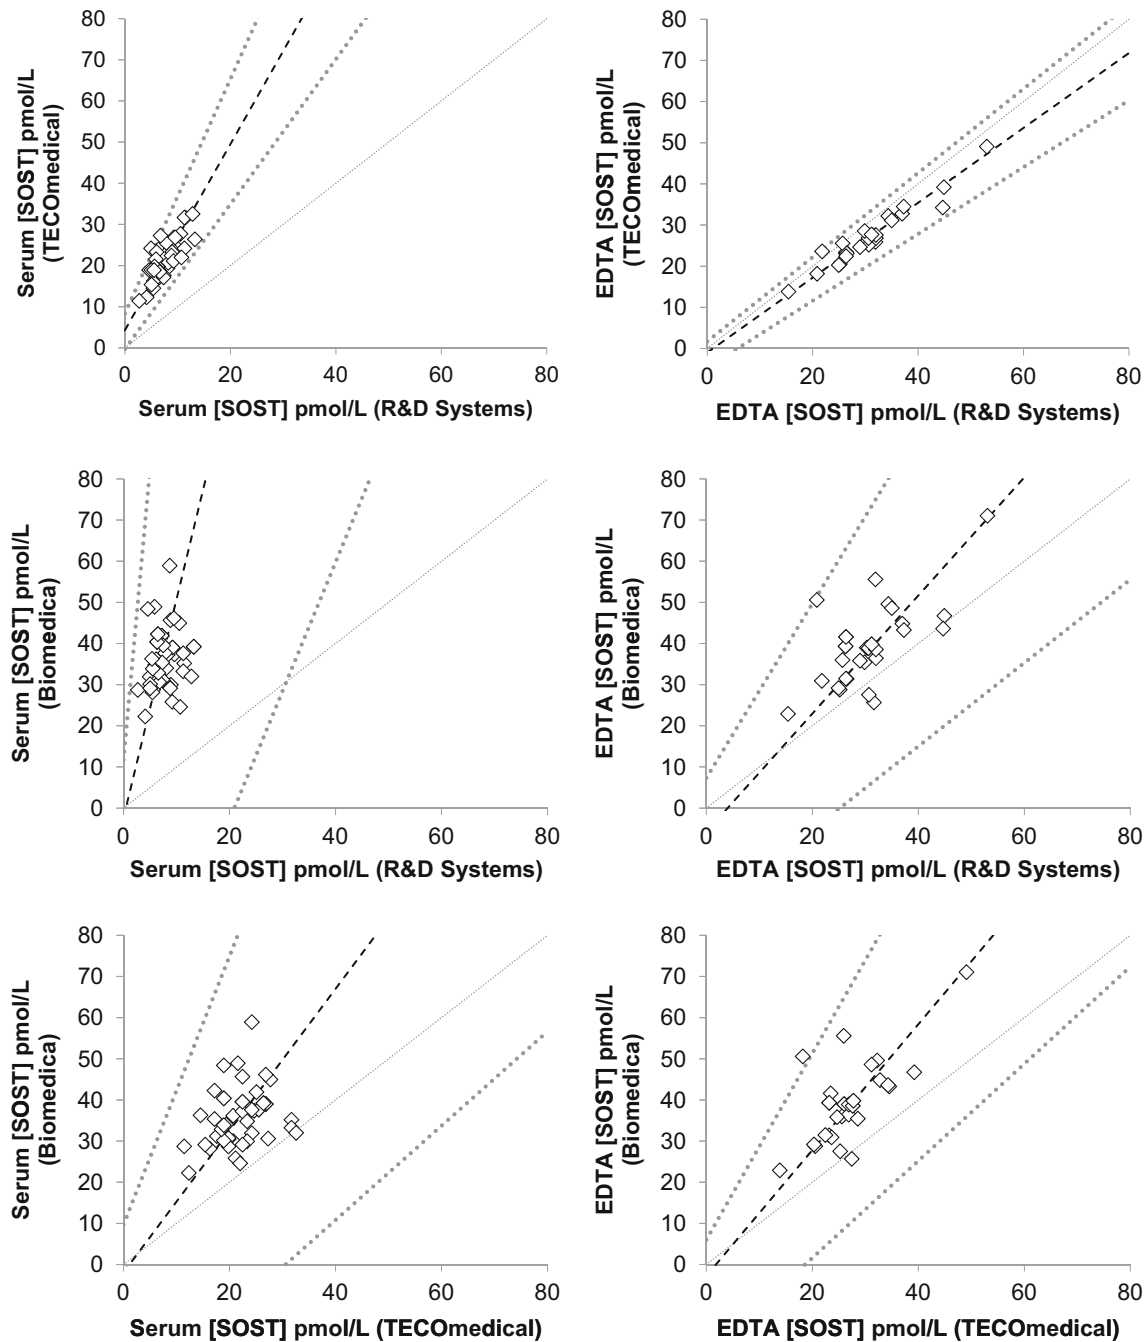 80
70
60
50
40
30
20
10
0
Serum [SOST] pmol/L
(TECOmedical)
0 20 40 60 80
Serum [SOST] pmol/L (R&D Systems)
80
70
60
50
40
30
20
10
0
EDTA [SOST] pmol/L
(TECOmedical)
0 20 40 60 80
EDTA [SOST] pmol/L (R&D Systems)
80
70
60
50
40
30
20
10
0
Serum [SOST] pmol/L
(Biomedica)
0 20 40 60 80
Serum [SOST] pmol/L (R&D Systems)
80
70
60
50
40
30
20
10
0
EDTA [SOST] pmol/L
(Biomedica)
0 20 40 60 80
EDTA [SOST] pmol/L (R&D Systems)
80
70
60
50
40
30
20
10
0
Serum [SOST] pmol/L
(Biomedica)
0 20 40 60 80
Serum [SOST] pmol/L (TECOmedical)
80
70
60
50
40
30
20
10
0
EDTA [SOST] pmol/L
(Biomedica)
0 20 40 60 80
EDTA [SOST] pmol/L (TECOmedical)